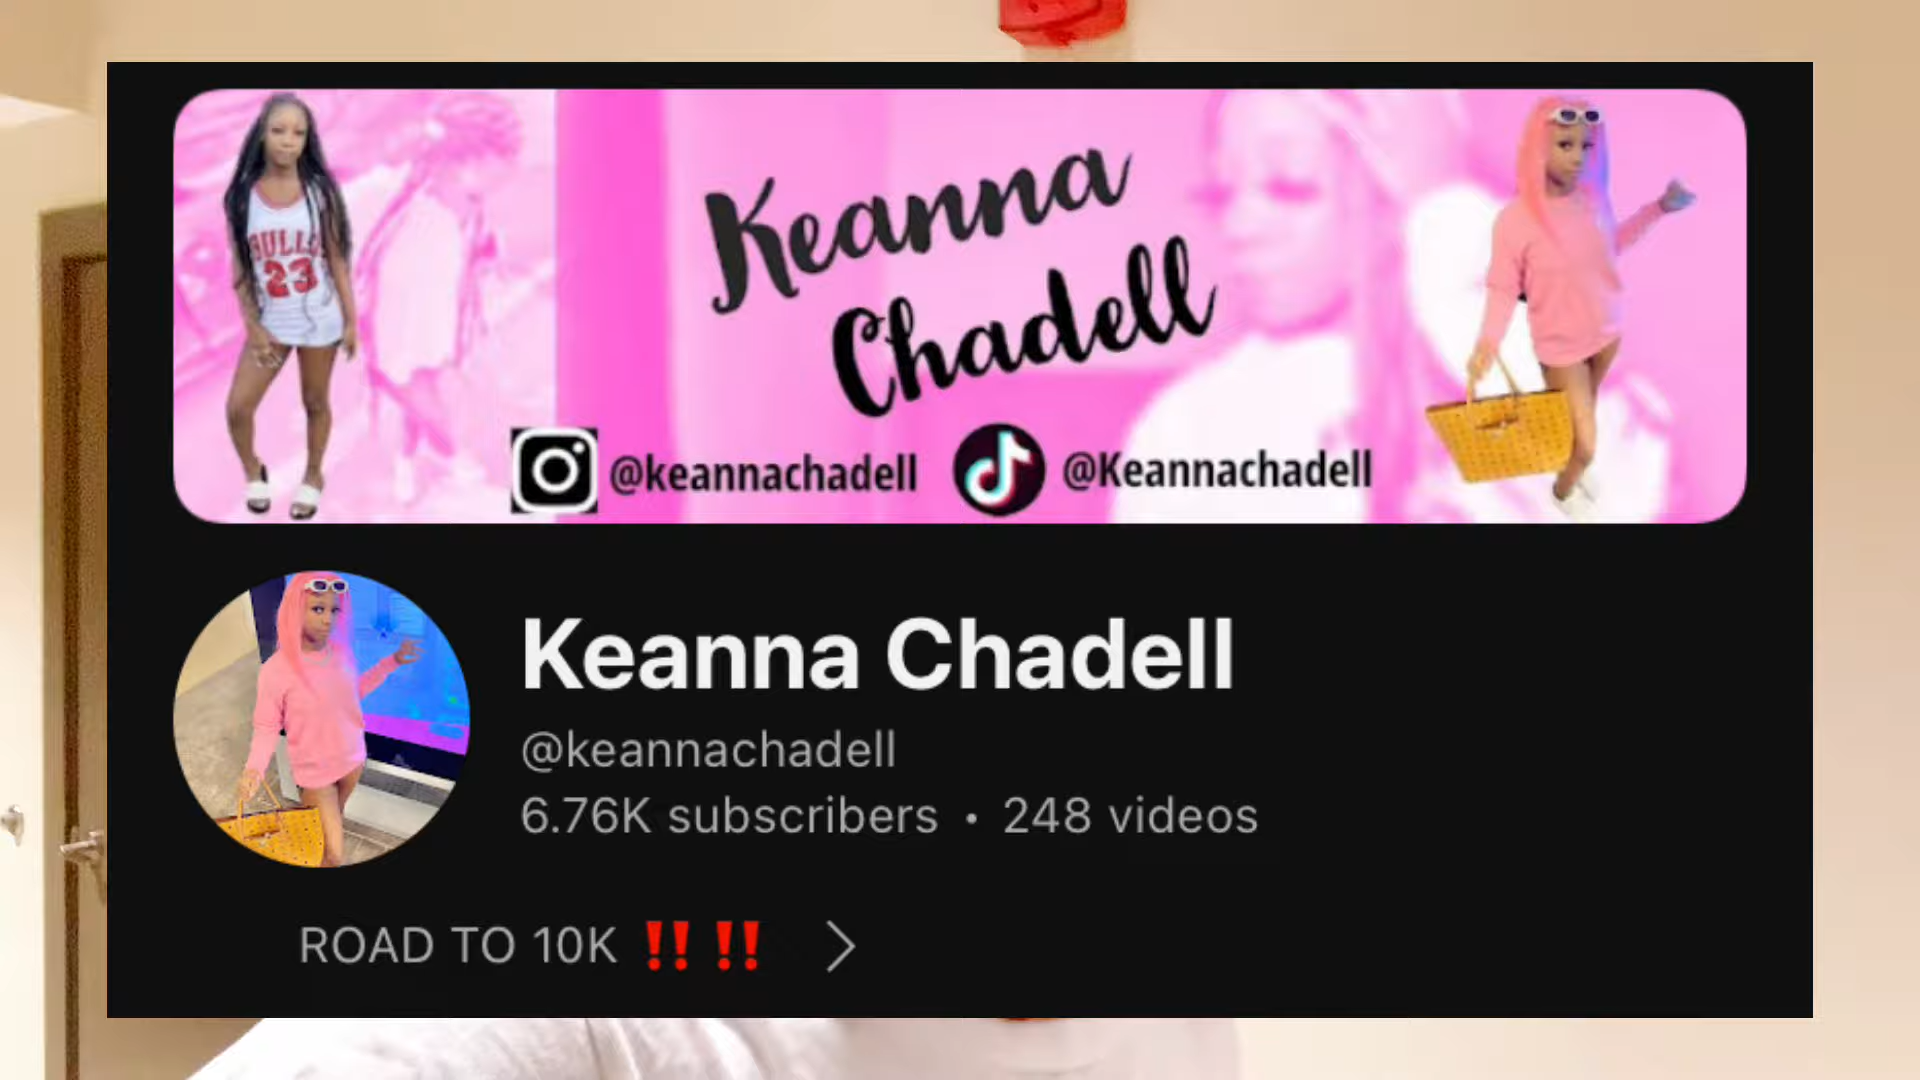 Keanna
Chadell
BULLS
23
@keannachadell
@Keannachadell
Keanna Chadell
@keannachadell
6.76K subscribers • 248 videos
ROAD TO 10K ‼️ ‼️ >